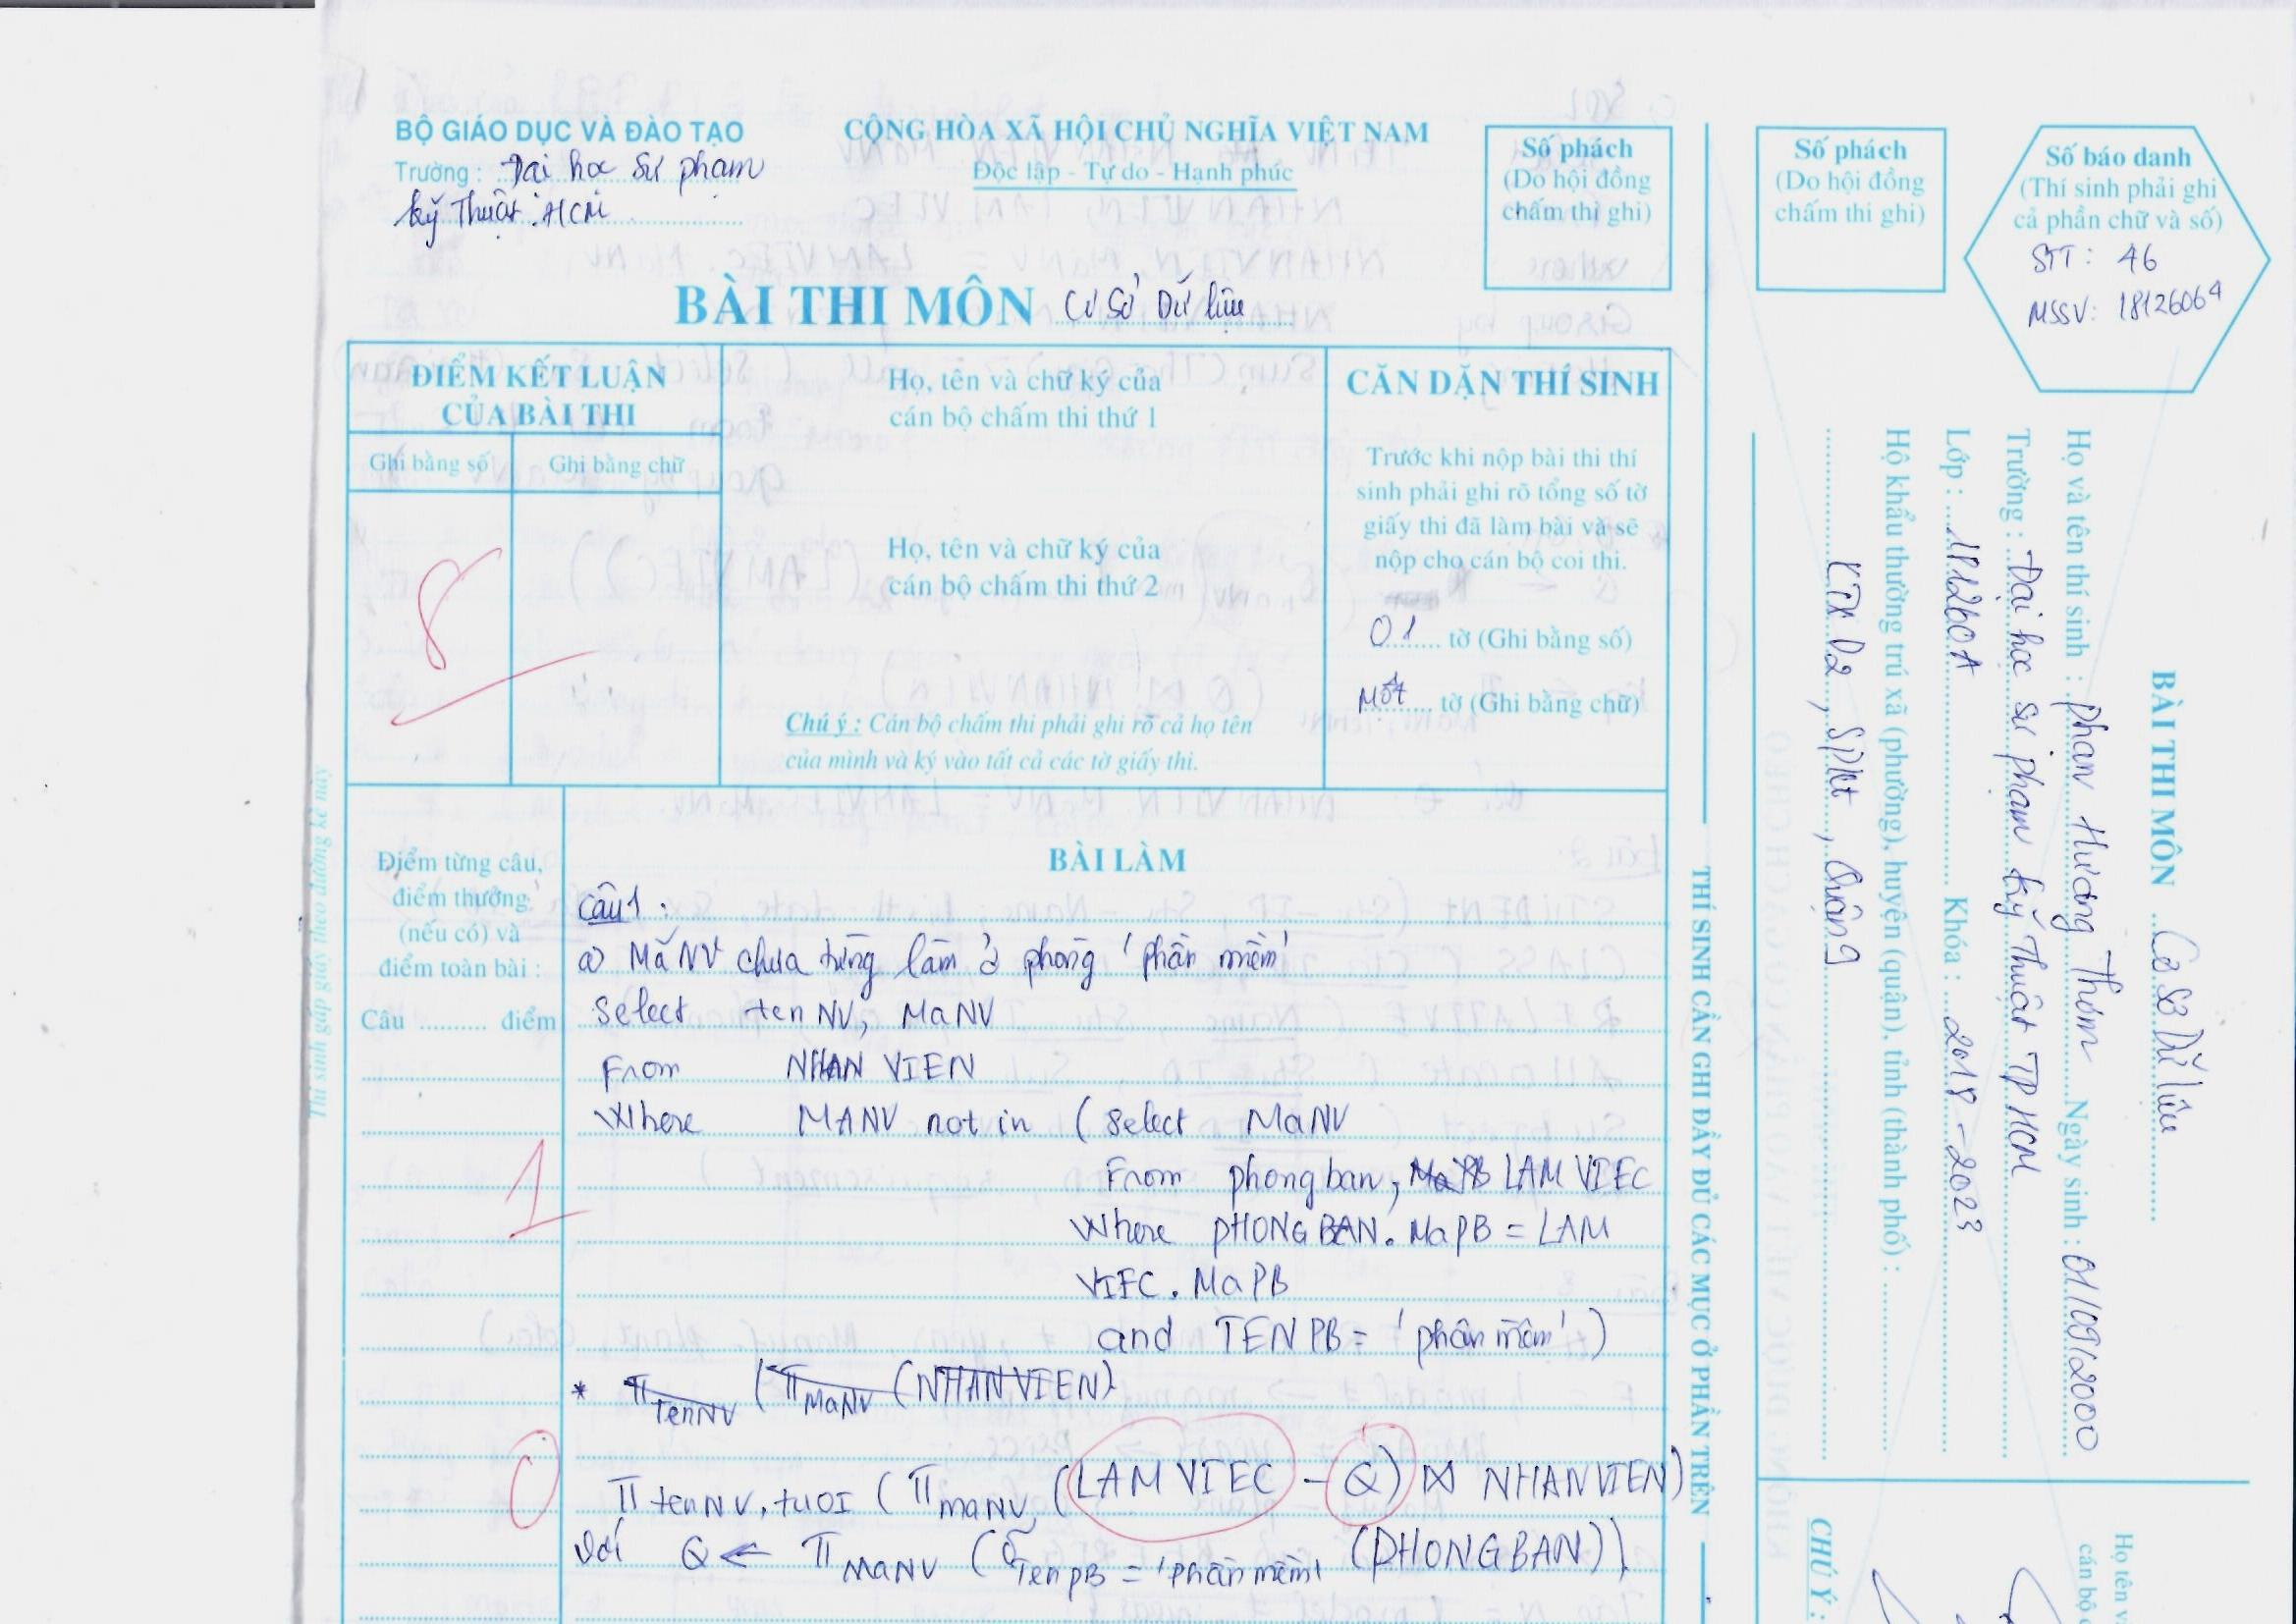 BỘ GIÁO DỤC VÀ ĐÀO TẠO
Trường : Đại học Sư phạm
kỹ Thuật HCM
CỘNG HÒA XÃ HỘI CHỦ NGHĨA VIỆT NAM
Độc lập - Tự do - Hạnh phúc
Số phách
(Do hội đồng
chấm thi ghi)
BÀI THI MÔN Cơ Sở Dữ liệu
ĐIỂM KẾT LUẬN
CỦA BÀI THI
Ghi bằng số
Ghi bằng chữ
8
Họ, tên và chữ ký của
cán bộ chấm thi thứ 1
Họ, tên và chữ ký của
cán bộ chấm thi thứ 2
Chú ý : Cán bộ chấm thi phải ghi rõ cả họ tên
của mình và ký vào tất cả các tờ giấy thi.
CĂN DẶN THÍ SINH
Trước khi nộp bài thi thí
sinh phải ghi rõ tổng số tờ
giấy thi đã làm bài và sẽ
nộp cho cán bộ coi thi.
01 tờ (Ghi bằng số)
Một tờ (Ghi bằng chữ)
Thí sinh gấp giấy theo đường kẻ này
Điểm từng câu,
điểm thưởng
(nếu có) và
điểm toàn bài :
Câu .......... điểm
1
0
BÀI LÀM
Câu 1 :
a) Mã NV chưa từng làm ở phòng 'phần mềm'
Select tenNV, MaNV
From NHAN VIEN
Where MANV not in ( Select MaNV
From phongban, LAM VIEC
Where PHONGBAN. MaPB = LAM
VIEC. MaPB
and TENPB = 'phần mềm' )
* π TenNV ( π MaNV (NHANVIEN)
π tenNV, tuOI ( π maNV ( LAM VIEC - Q) ⋈ NHANVIEN)
với Q ← π MaNV ( σ TenPB = 'Phần mềm' (PHONGBAN))
THÍ SINH CẦN GHI ĐẦY ĐỦ CÁC MỤC Ở PHẦN TRÊN
Số phách
(Do hội đồng
chấm thi ghi)
Số báo danh
(Thí sinh phải ghi
cả phần chữ và số)
STT : 46
MSSV: 18126064
BÀI THI MÔN Cơ Sở Dữ liệu
Họ và tên thí sinh : phan Hương Thơm Ngày sinh : 01/09/2000
Trường : Đại học sư phạm kỹ Thuật TP HCM
Lớp : 181260A Khóa : 2018 - 2023
Hộ khẩu thường trú xã (phường), huyện (quận), tỉnh (thành phố) :
KTX D2, SPKt, Quận 9
CHÚ Ý :
Họ tên và
cán bộ c